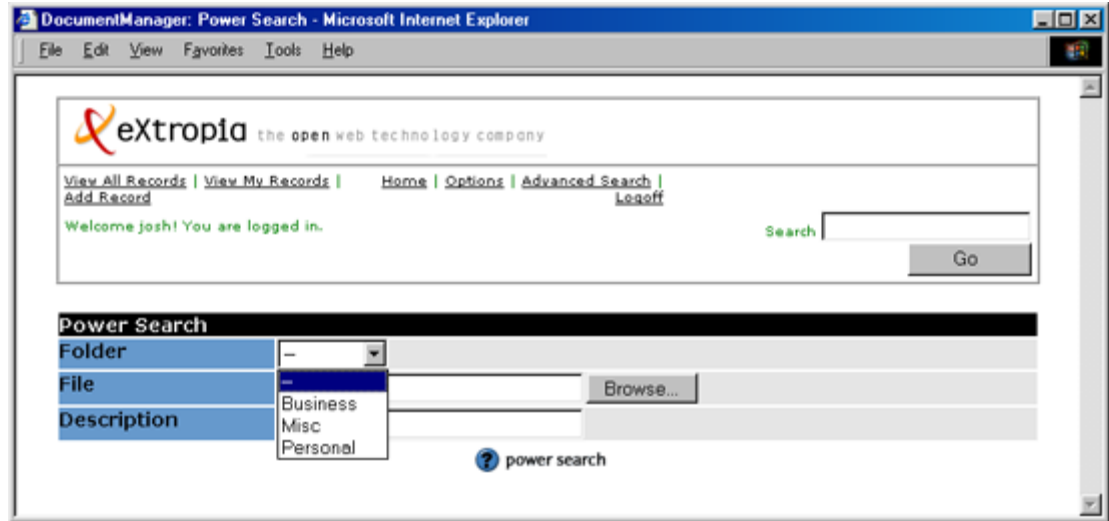 DocumentManager: Power Search - Microsoft Internet Explorer
File Edit View Favorites Tools Help
eXtropia the open web technology company
View All Records | View My Records | Home | Options | Advanced Search |
Add Record Logoff
Welcome josh! You are logged in.
Search
Go
Power Search
Folder --
File Browse...
--
Business
Description
Misc
Personal
? power search